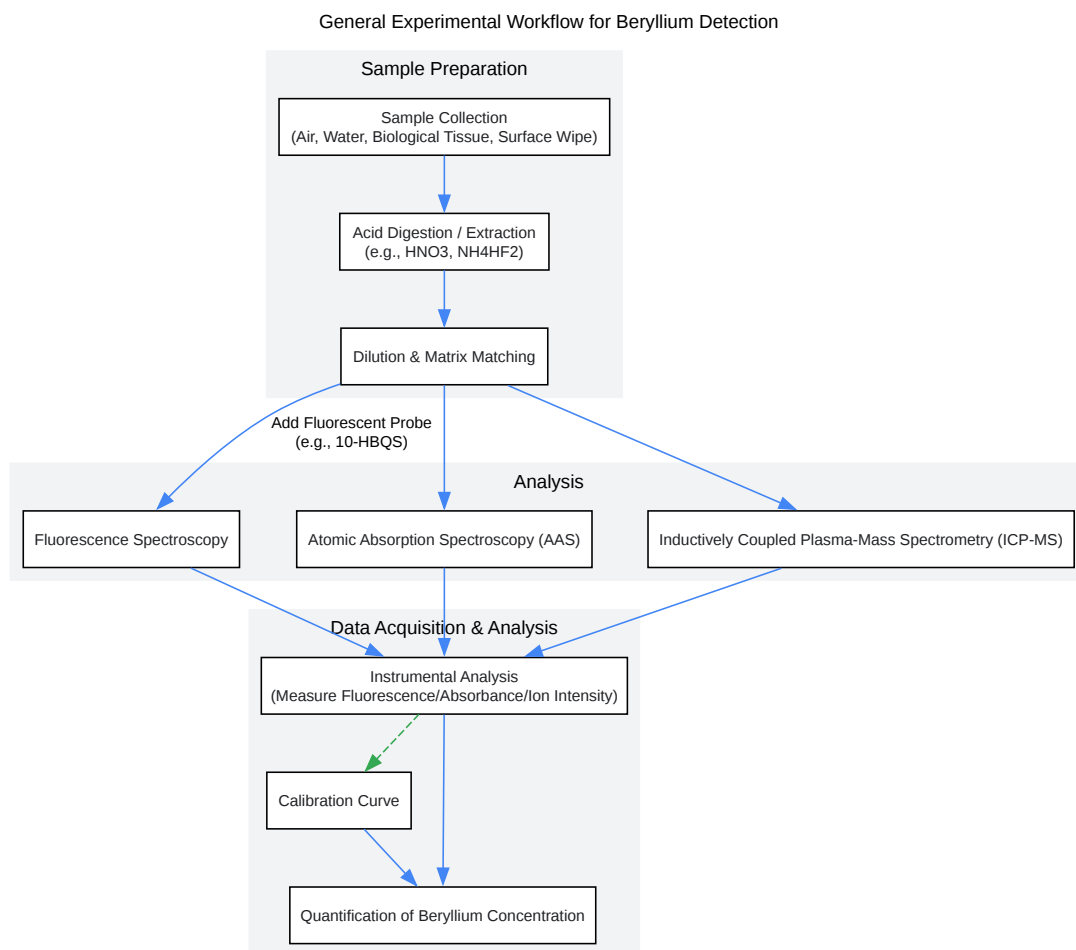 General Experimental Workflow for Beryllium Detection
Sample Preparation
Sample Collection
(Air, Water, Biological Tissue, Surface Wipe)
Acid Digestion / Extraction
(e.g., HNO3, NH4HF2)
Dilution & Matrix Matching
Add Fluorescent Probe
(e.g., 10-HBQS)
Analysis
Fluorescence Spectroscopy
Atomic Absorption Spectroscopy (AAS)
Inductively Coupled Plasma-Mass Spectrometry (ICP-MS)
Data Acquisition & Analysis
Instrumental Analysis
(Measure Fluorescence/Absorbance/Ion Intensity)
Calibration Curve
Quantification of Beryllium Concentration